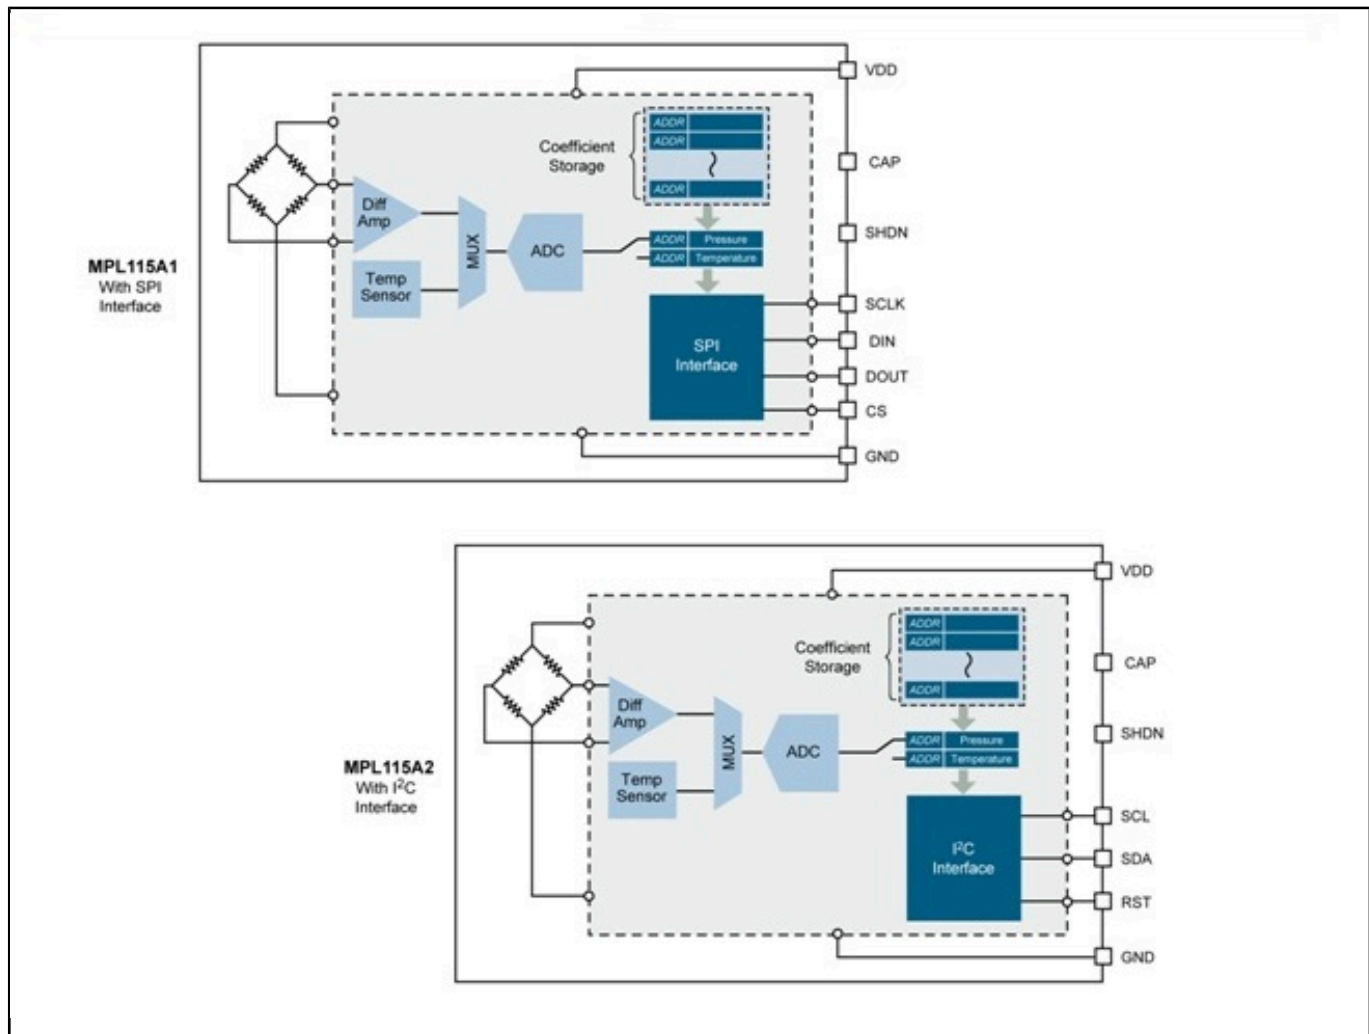 VDD
ADDR
ADDR
Coefficient
Storage
ADDR
CAP
Diff
Amp
MUX
ADC
ADDR Pressure
ADDR Temperature
SHDN
MPL115A1
With SPI
Interface
Temp
Sensor
SPI
Interface
SCLK
DIN
DOUT
CS
GND
VDD
ADDR
ADDR
Coefficient
Storage
ADDR
CAP
Diff
Amp
MUX
ADC
ADDR Pressure
ADDR Temperature
SHDN
MPL115A2
With I²C
Interface
Temp
Sensor
I²C
Interface
SCL
SDA
RST
GND